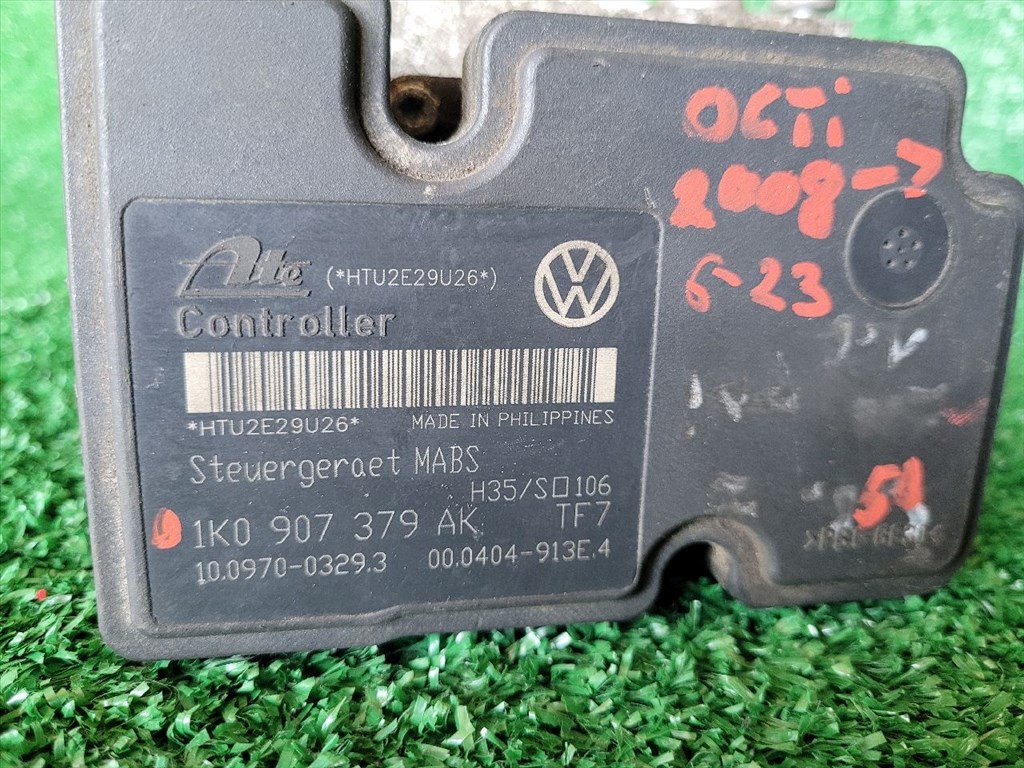 Ate (*HTU2E29U26*)
Controller
*HTU2E29U26* MADE IN PHILIPPINES
Steuergeraet MABS
H35/S□106
1K0 907 379 AK TF7
10.0970-0329.3 00.0404-913E.4
OCTi
2008->
6-23
51